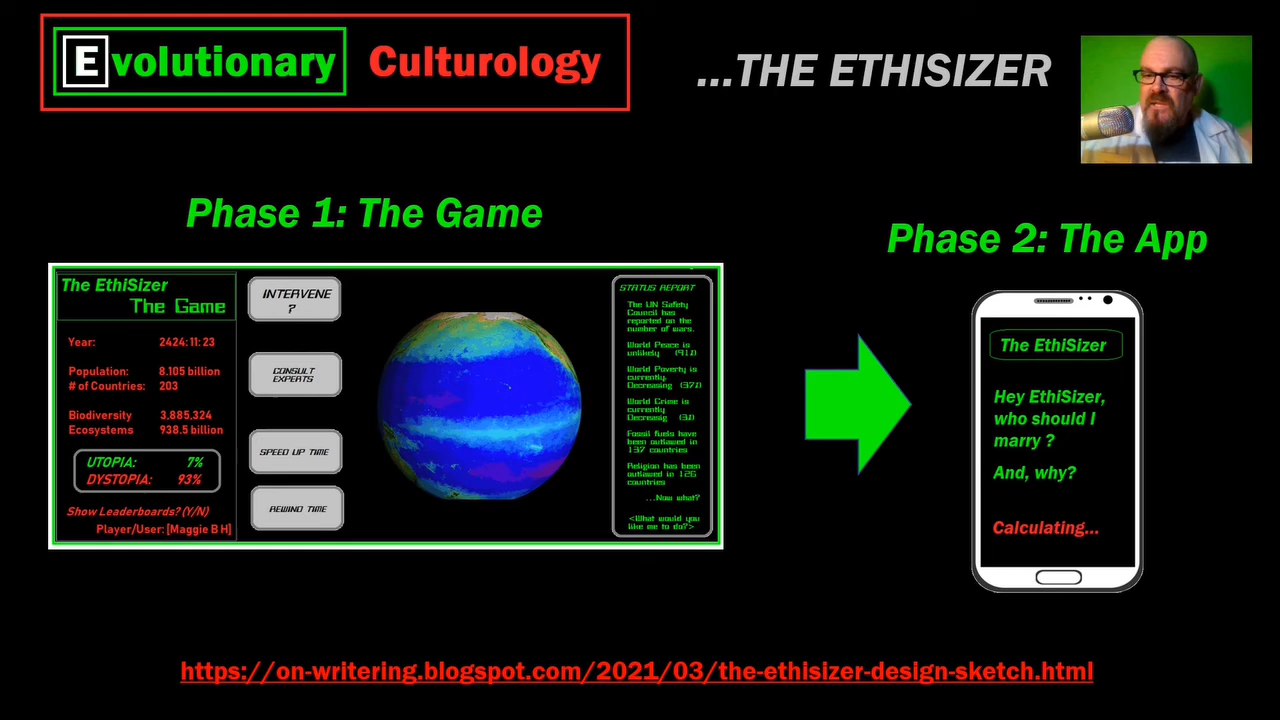 Evolutionary Culturology
...THE ETHISIZER
Phase 1: The Game
Phase 2: The App
The EthiSizer
The Game
Year: 2424:11:23
Population: 8.105 billion
# of Countries: 203
Biodiversity 3,885,324
Ecosystems 938.5 billion
UTOPIA: 7%
DYSTOPIA: 93%
Show Leaderboards? (Y/N)
Player/User: [Maggie B H]
INTERVENE
?
CONSULT
EXPERTS
SPEED UP TIME
REWIND TIME
STATUS REPORT
The UN Safety
Council has
reported on the
number of wars.
World Peace is
unlikely (91%)
World Poverty is
currently.
Decreasing (37%)
World Crime is
currently
Decreasig (3%)
Fossil fuels have
been outlawed in
137 countries
Religion has been
outlawed in 126
countries
...Now what?
<What would you
like me to do?>
The EthiSizer
Hey EthiSizer,
who should I
marry ?
And, why?
Calculating...
https://on-writering.blogspot.com/2021/03/the-ethisizer-design-sketch.html